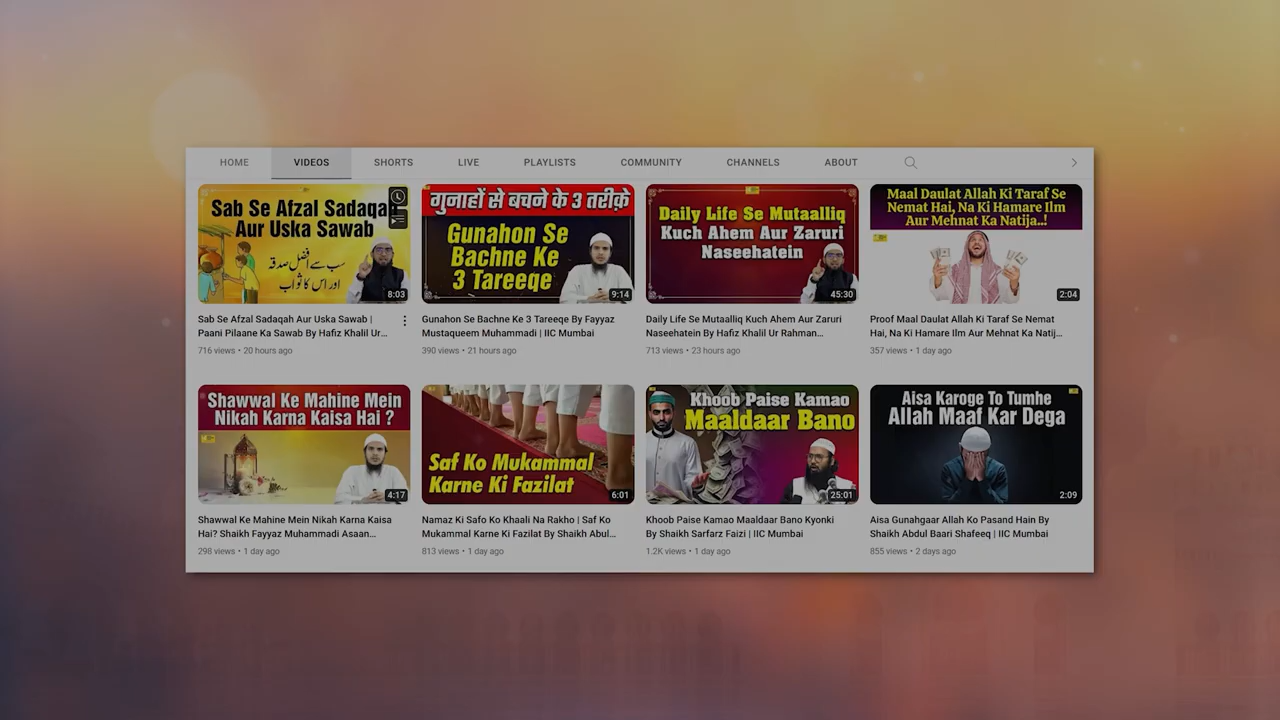 HOME VIDEOS SHORTS LIVE PLAYLISTS COMMUNITY CHANNELS ABOUT
Sab Se Afzal Sadaqah
Aur Uska Sawab
سب سے افضل صدقہ
اور اس کا ثواب
8:03
Sab Se Afzal Sadaqah Aur Uska Sawab |
Paani Pilaane Ka Sawab By Hafiz Khalil Ur...
716 views • 20 hours ago
गुनाहों से बचने के 3 तरीक़े
Gunahon Se
Bachne Ke
3 Tareeqe
9:14
Gunahon Se Bachne Ke 3 Tareeqe By Fayyaz
Mustaqueem Muhammadi | IIC Mumbai
390 views • 21 hours ago
Daily Life Se Mutaalliq
Kuch Ahem Aur Zaruri
Naseehatein
45:30
Daily Life Se Mutaalliq Kuch Ahem Aur Zaruri
Naseehatein By Hafiz Khalil Ur Rahman...
713 views • 23 hours ago
Maal Daulat Allah Ki Taraf Se
Nemat Hai, Na Ki Hamare Ilm
Aur Mehnat Ka Natija..!
2:04
Proof Maal Daulat Allah Ki Taraf Se Nemat
Hai, Na Ki Hamare Ilm Aur Mehnat Ka Natij...
357 views • 1 day ago
Shawwal Ke Mahine Mein
Nikah Karna Kaisa Hai ?
4:17
Shawwal Ke Mahine Mein Nikah Karna Kaisa
Hai? Shaikh Fayyaz Muhammadi Asaan...
298 views • 1 day ago
Saf Ko Mukammal
Karne Ki Fazilat
6:01
Namaz Ki Safo Ko Khaali Na Rakho | Saf Ko
Mukammal Karne Ki Fazilat By Shaikh Abul...
813 views • 1 day ago
Khoob Paise Kamao
Maaldaar Bano
25:01
Khoob Paise Kamao Maaldaar Bano Kyonki
By Shaikh Sarfarz Faizi | IIC Mumbai
1.2K views • 1 day ago
Aisa Karoge To Tumhe
Allah Maaf Kar Dega
2:09
Aisa Gunahgaar Allah Ko Pasand Hain By
Shaikh Abdul Baari Shafeeq | IIC Mumbai
855 views • 2 days ago